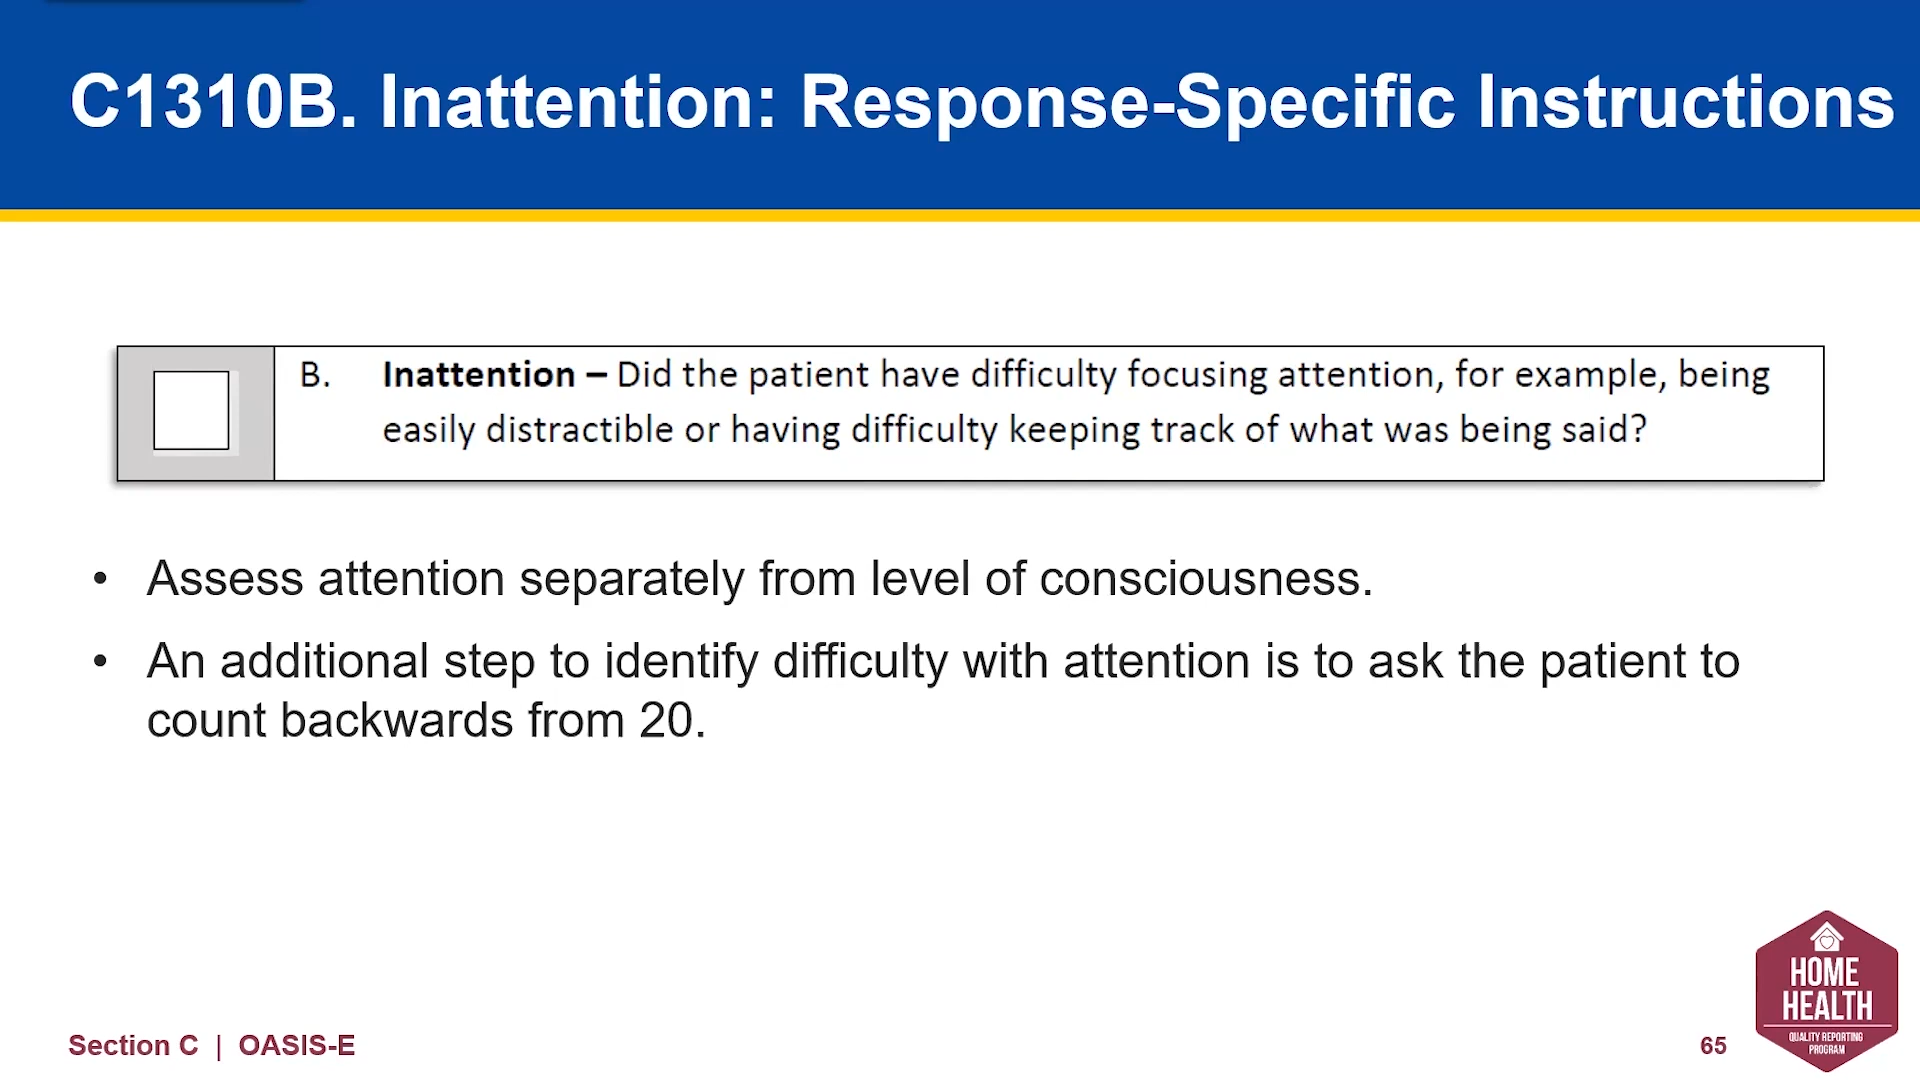 C1310B. Inattention: Response-Specific Instructions
B. Inattention – Did the patient have difficulty focusing attention, for example, being
easily distractible or having difficulty keeping track of what was being said?
• Assess attention separately from level of consciousness.
• An additional step to identify difficulty with attention is to ask the patient to
count backwards from 20.
Section C | OASIS-E
65
HOME
HEALTH
QUALITY REPORTING
PROGRAM